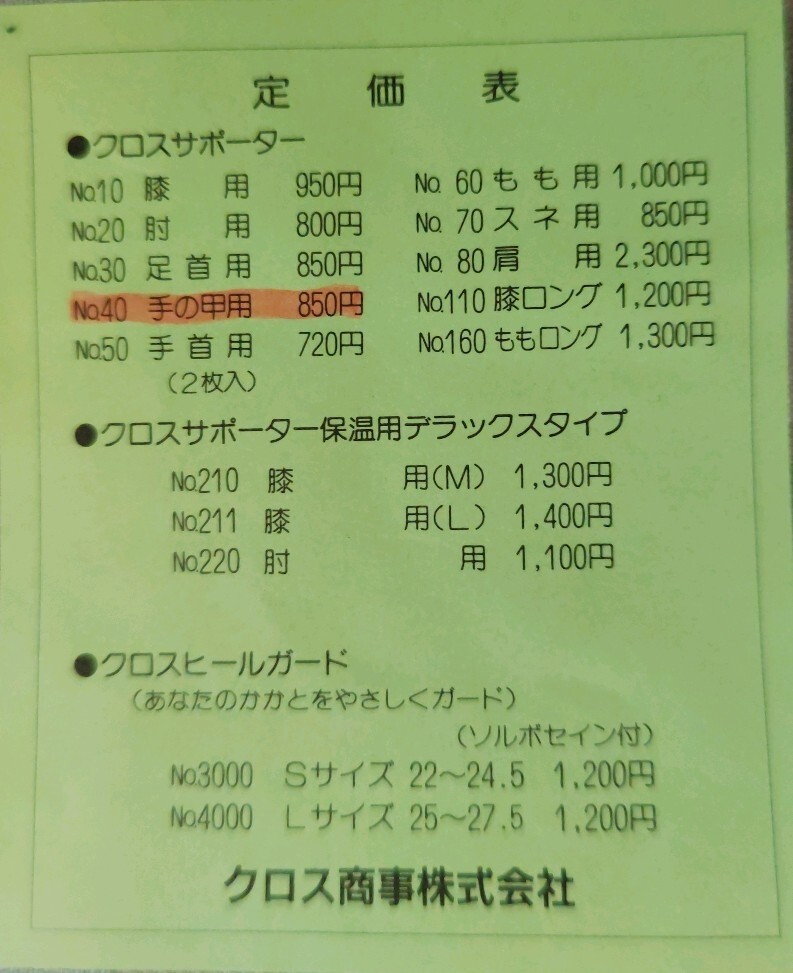 定価表
●クロスサポーター
No.10 膝用 950円
No.20 肘用 800円
No.30 足首用 850円
No.40 手の甲用 850円
No.50 手首用 720円
(2枚入)
No. 60 もも用 1,000円
No. 70 スネ用 850円
No. 80 肩用 2,300円
No.110 膝ロング 1,200円
No.160 ももロング 1,300円
●クロスサポーター保温用デラックスタイプ
No.210 膝用(M) 1,300円
No.211 膝用(L) 1,400円
No.220 肘用 1,100円
●クロスヒールガード
(あなたのかかとをやさしくガード)
(ソルボセイン付)
No.3000 Sサイズ 22〜24.5 1,200円
No.4000 Lサイズ 25〜27.5 1,200円
クロス商事株式会社